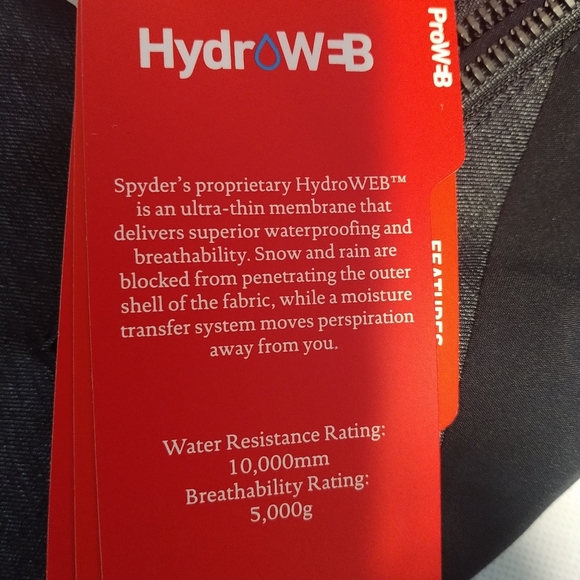 HydroWEB
ProWEB
Spyder's proprietary HydroWEB™
is an ultra-thin membrane that
delivers superior waterproofing and
breathability. Snow and rain are
blocked from penetrating the outer
shell of the fabric, while a moisture
transfer system moves perspiration
away from you.
FEATURES
Water Resistance Rating:
10,000mm
Breathability Rating:
5,000g